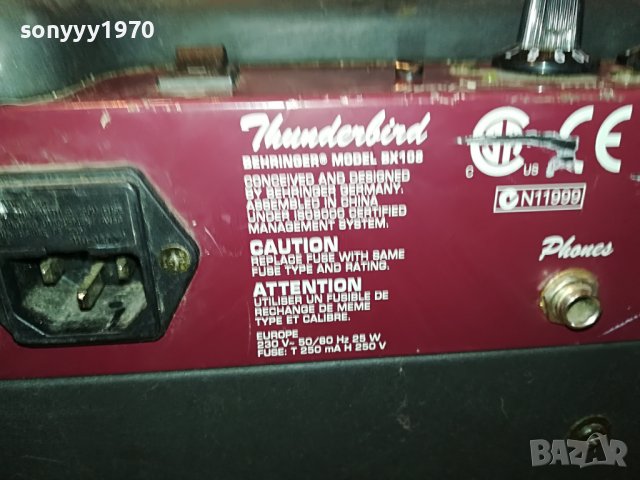 sonyyy1970
Thunderbird
BEHRINGER® MODEL BX108
CONCEIVED AND DESIGNED
BY BEHRINGER GERMANY.
ASSEMBLED IN CHINA
UNDER ISO9000 CERTIFIED
MANAGEMENT SYSTEM.
CAUTION
REPLACE FUSE WITH SAME
FUSE TYPE AND RATING.
ATTENTION
UTILISER UN FUSIBLE DE
RECHANGE DE MEME
TYPE ET CALIBRE.
EUROPE
230 V~ 50/60 Hz 25 W
FUSE: T 250 mA H 250 V
US
CE
N11999
Phones
BAZAR